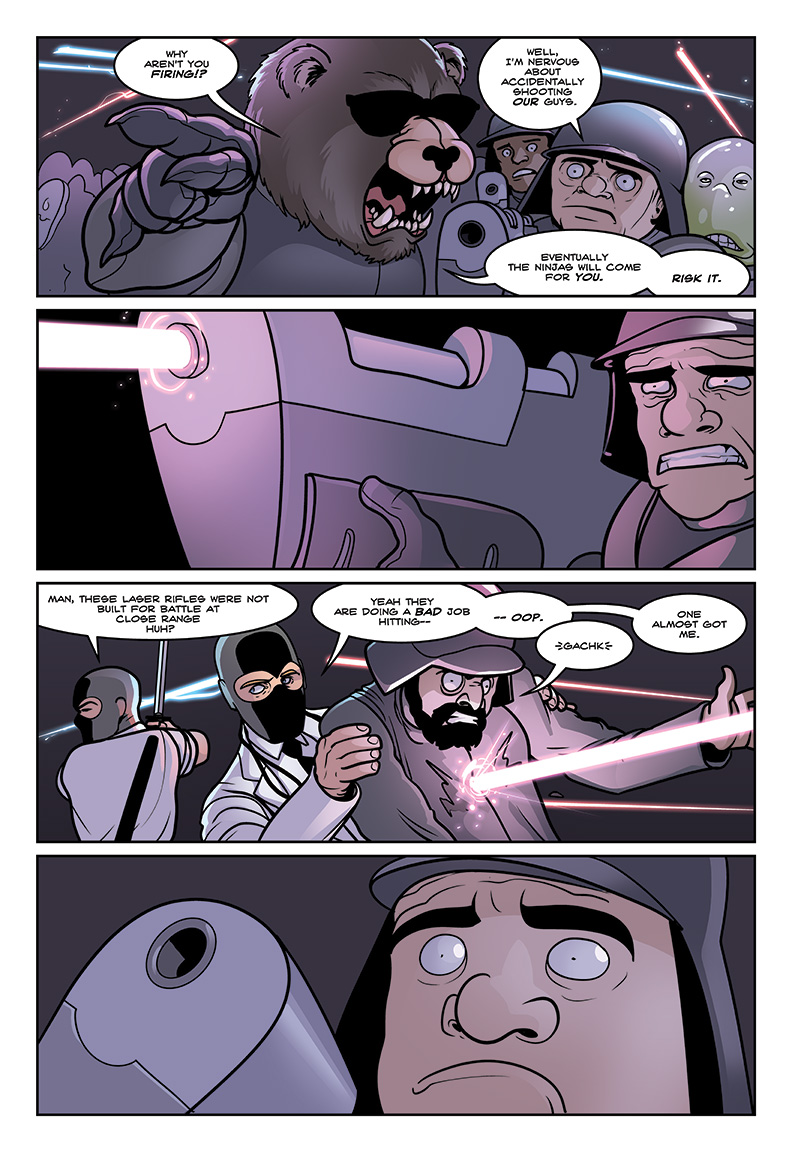 WHY
AREN'T YOU
FIRING!?
WELL,
I'M NERVOUS
ABOUT
ACCIDENTALLY
SHOOTING
OUR GUYS.
EVENTUALLY
THE NINJAS WILL COME
FOR YOU.
RISK IT.
MAN, THESE LASER RIFLES WERE NOT
BUILT FOR BATTLE AT
CLOSE RANGE
HUH?
YEAH THEY
ARE DOING A BAD JOB
HITTING--
-- OOP.
GACHK
ONE
ALMOST GOT
ME.